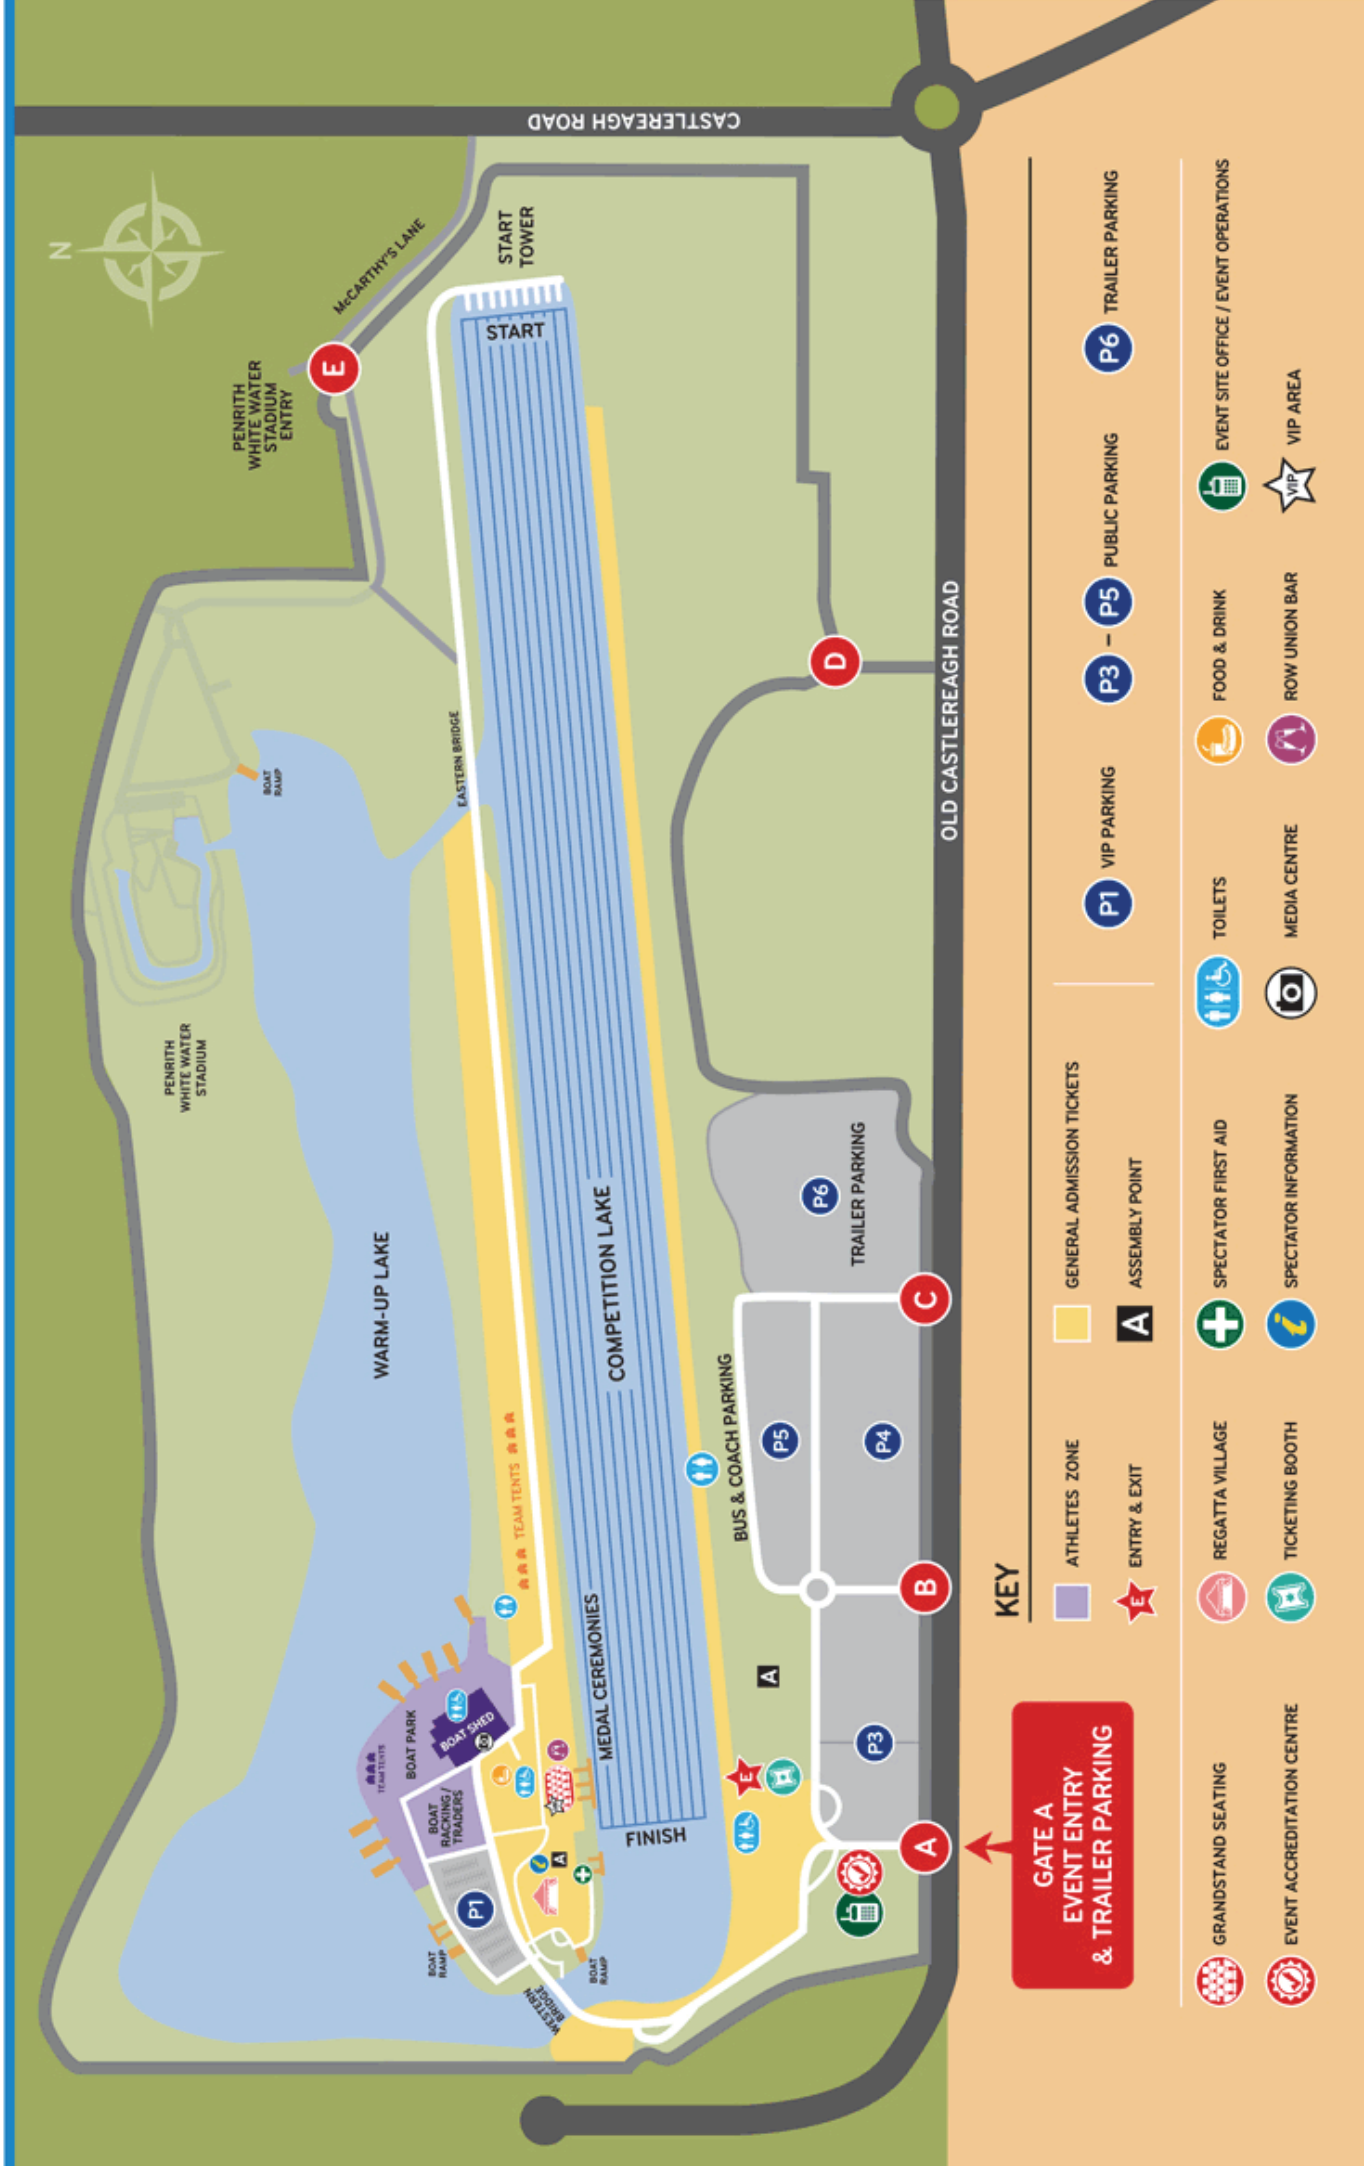 N
CASTLEREAGH ROAD
McCARTHY'S LANE
PENRITH
WHITE WATER
STADIUM
ENTRY
E
START
TOWER
START
BOAT
RAMP
EASTERN BRIDGE
PENRITH
WHITE WATER
STADIUM
WARM-UP LAKE
COMPETITION LAKE
D
OLD CASTLEREAGH ROAD
TEAM TENTS
TEAM TENTS
BOAT PARK
BOAT SHED
BOAT
RACKING /
TRADERS
P1
BOAT
RAMP
WESTERN
BRIDGE
BOAT
RAMP
VIP
i
A
MEDAL CEREMONIES
FINISH
E
A
BUS & COACH PARKING
P5
P4
P3
P6
TRAILER PARKING
A
B
C
GATE A
EVENT ENTRY
& TRAILER PARKING
KEY
ATHLETES ZONE
GENERAL ADMISSION TICKETS
E ENTRY & EXIT
A ASSEMBLY POINT
P1 VIP PARKING
P3 – P5 PUBLIC PARKING
P6 TRAILER PARKING
GRANDSTAND SEATING
REGATTA VILLAGE
SPECTATOR FIRST AID
TOILETS
FOOD & DRINK
EVENT SITE OFFICE / EVENT OPERATIONS
EVENT ACCREDITATION CENTRE
TICKETING BOOTH
i SPECTATOR INFORMATION
MEDIA CENTRE
ROW UNION BAR
VIP VIP AREA